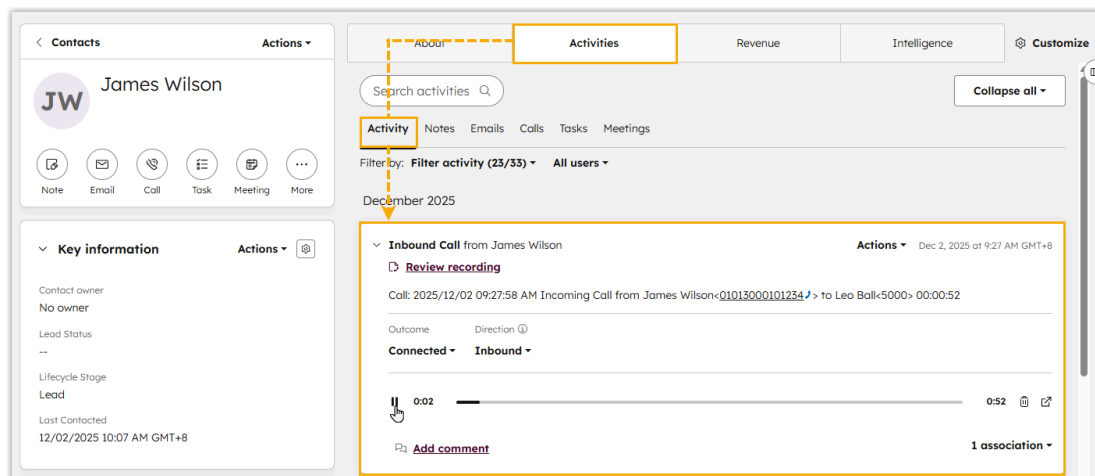 Contacts
Actions
JW
James Wilson
Note
Email
Call
Task
Meeting
More
Key information
Actions
Contact owner
No owner
Lead Status
--
Lifecycle Stage
Lead
Last Contacted
12/02/2025 10:07 AM GMT+8
About
Activities
Revenue
Intelligence
Customize
Search activities
Collapse all
Activity
Notes
Emails
Calls
Tasks
Meetings
Filter by: Filter activity (23/33) All users
December 2025
Inbound Call from James Wilson
Actions
Dec 2, 2025 at 9:27 AM GMT+8
Review recording
Call: 2025/12/02 09:27:58 AM Incoming Call from James Wilson<01013000101234> to Leo Ball<5000> 00:00:52
Outcome
Direction
Connected
Inbound
0:02
0:52
Add comment
1 association